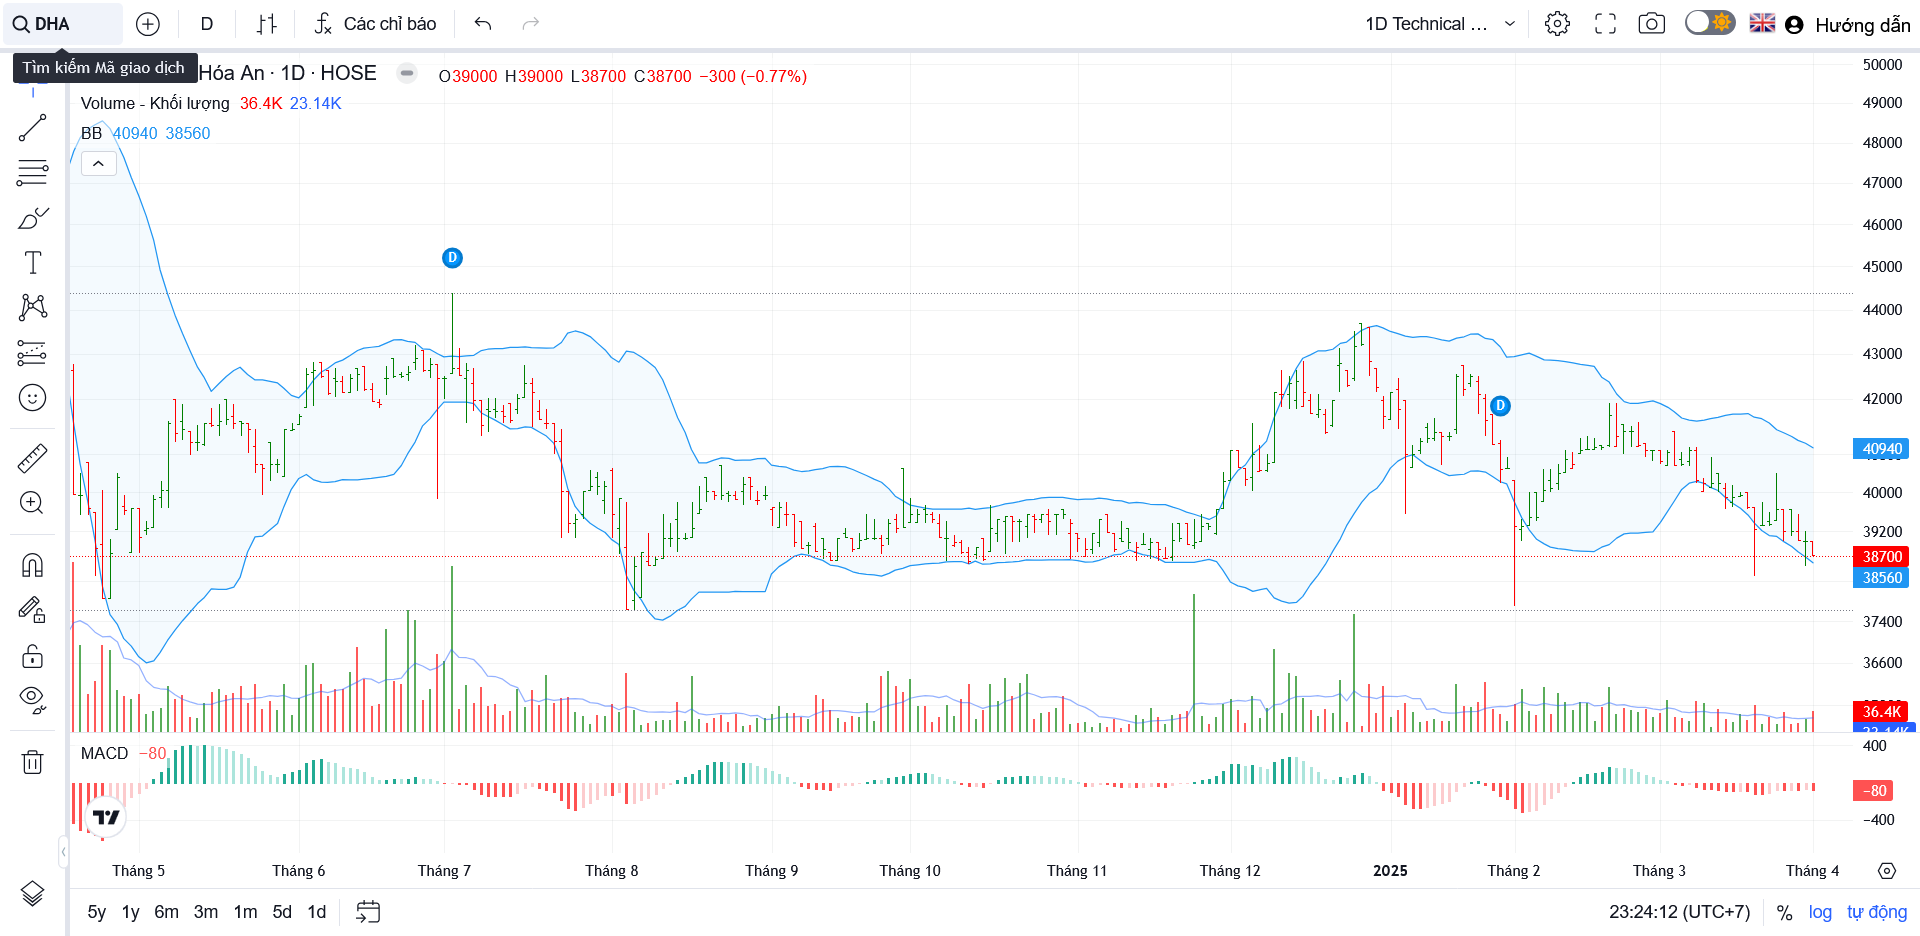 DHA
D
Các chỉ báo
1D Technical ...
Hướng dẫn
Tìm kiếm Mã giao dịch
Hóa An · 1D · HOSE
O39000 H39000 L38700 C38700 −300 (−0.77%)
Volume - Khối lượng 36.4K 23.14K
BB 40940 38560
D
D
50000
49000
48000
47000
46000
45000
44000
43000
42000
40940
40000
39200
38700
38560
37400
36600
36.4K
23.14K
MACD −80
400
−80
−400
Tháng 5
Tháng 6
Tháng 7
Tháng 8
Tháng 9
Tháng 10
Tháng 11
Tháng 12
2025
Tháng 2
Tháng 3
Tháng 4
5y 1y 6m 3m 1m 5d 1d
23:24:12 (UTC+7)
%
log
tự động